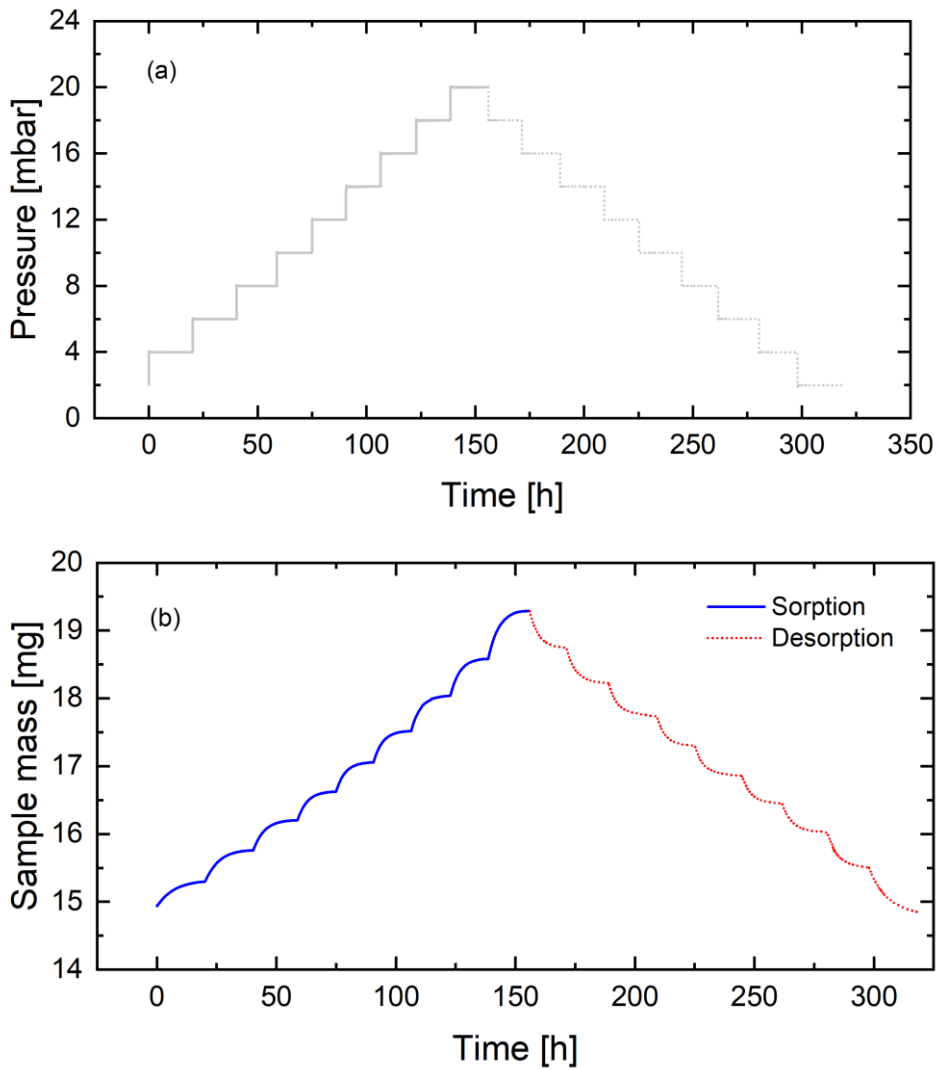 (a)
Pressure [mbar]
24
20
16
12
8
4
0
0 50 100 150 200 250 300 350
Time [h]
(b)
Sorption
Desorption
Sample mass [mg]
20
19
18
17
16
15
14
0 50 100 150 200 250 300
Time [h]